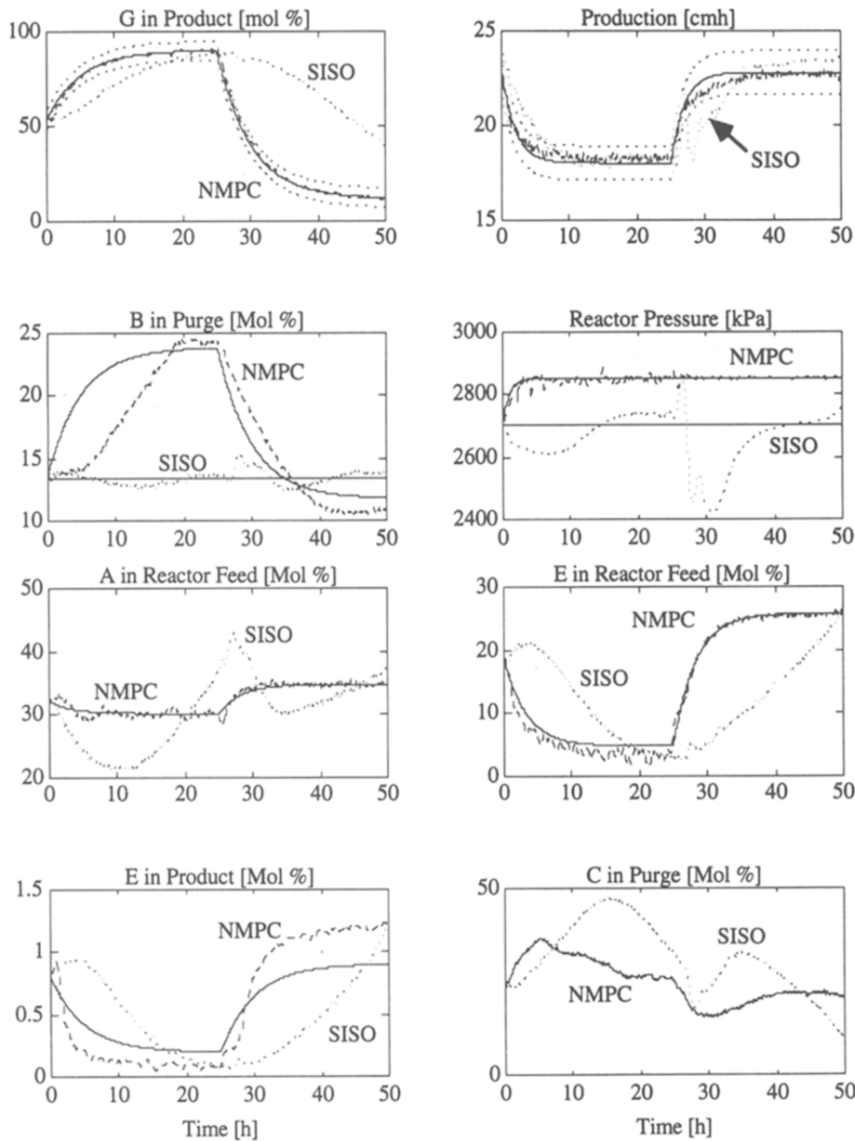 G in Product [mol %]
100
50
0
0 10 20 30 40 50
SISO
NMPC
Production [cmh]
25
20
15
0 10 20 30 40 50
SISO
B in Purge [Mol %]
25
20
15
10
0 10 20 30 40 50
NMPC
SISO
Reactor Pressure [kPa]
3000
2800
2600
2400
0 10 20 30 40 50
NMPC
SISO
A in Reactor Feed [Mol %]
50
40
30
20
0 10 20 30 40 50
SISO
NMPC
E in Reactor Feed [Mol %]
30
20
10
0
0 10 20 30 40 50
NMPC
SISO
E in Product [Mol %]
1.5
1
0.5
0
0 10 20 30 40 50
NMPC
SISO
Time [h]
C in Purge [Mol %]
50
0
0 10 20 30 40 50
SISO
NMPC
Time [h]